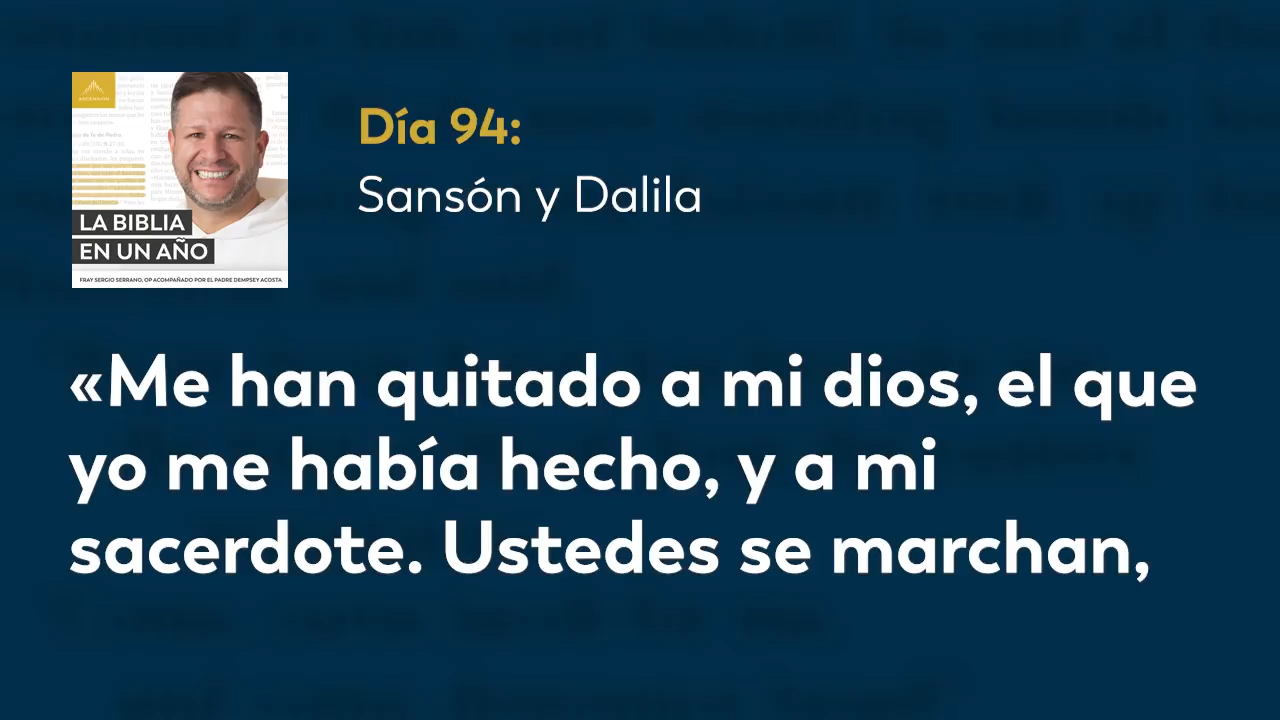 ASCENSION
LA BIBLIA
EN UN AÑO
FRAY SERGIO SERRANO, OP ACOMPAÑADO POR EL PADRE DEMPSEY ACOSTA
Día 94:
Sansón y Dalila
«Me han quitado a mi dios, el que
yo me había hecho, y a mi
sacerdote. Ustedes se marchan,